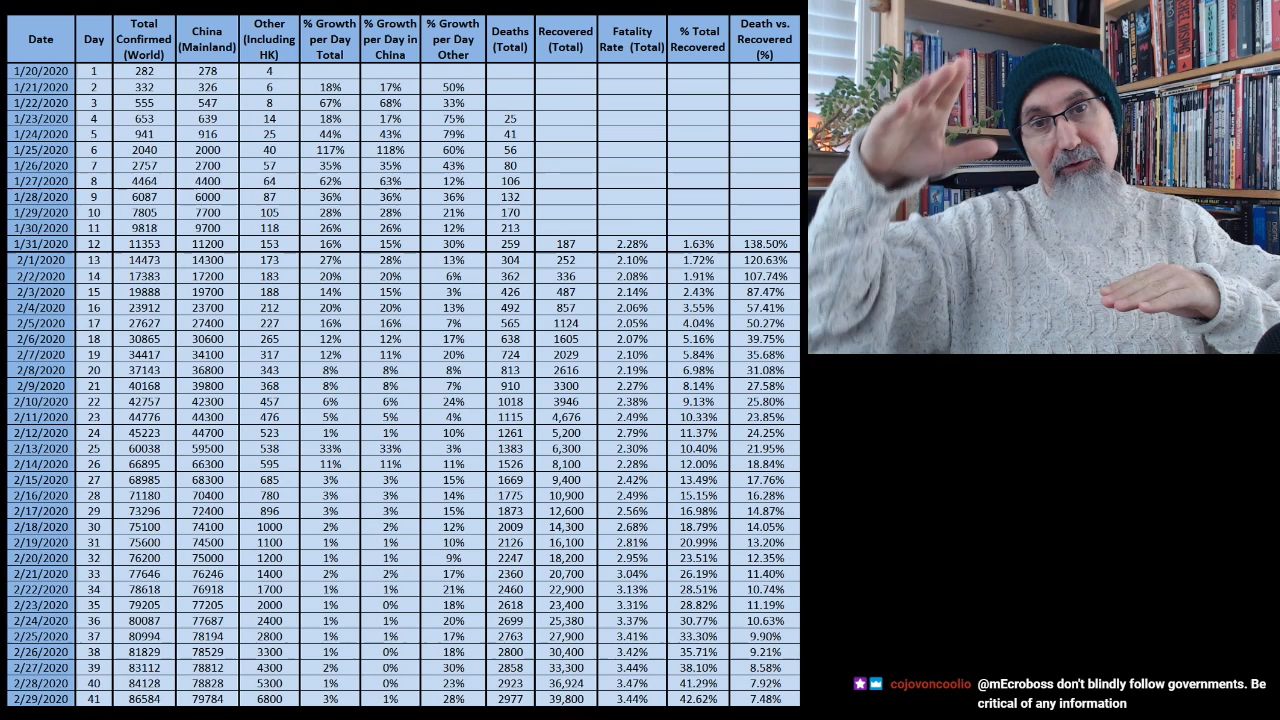 Date Day Total Confirmed (World) China (Mainland) Other (Including HK) % Growth per Day Total % Growth per Day in China % Growth per Day Other Deaths (Total) Recovered (Total) Fatality Rate (Total) % Total Recovered Death vs. Recovered (%)
1/20/2020 1 282 278 4
1/21/2020 2 332 326 6 18% 17% 50%
1/22/2020 3 555 547 8 67% 68% 33%
1/23/2020 4 653 639 14 18% 17% 75% 25
1/24/2020 5 941 916 25 44% 43% 79% 41
1/25/2020 6 2040 2000 40 117% 118% 60% 56
1/26/2020 7 2757 2700 57 35% 35% 43% 80
1/27/2020 8 4464 4400 64 62% 63% 12% 106
1/28/2020 9 6087 6000 87 36% 36% 36% 132
1/29/2020 10 7805 7700 105 28% 28% 21% 170
1/30/2020 11 9818 9700 118 26% 26% 12% 213
1/31/2020 12 11353 11200 153 16% 15% 30% 259 187 2.28% 1.63% 138.50%
2/1/2020 13 14473 14300 173 27% 28% 13% 304 252 2.10% 1.72% 120.63%
2/2/2020 14 17383 17200 183 20% 20% 6% 362 336 2.08% 1.91% 107.74%
2/3/2020 15 19888 19700 188 14% 15% 3% 426 487 2.14% 2.43% 87.47%
2/4/2020 16 23912 23700 212 20% 20% 13% 492 857 2.06% 3.55% 57.41%
2/5/2020 17 27627 27400 227 16% 16% 7% 565 1124 2.05% 4.04% 50.27%
2/6/2020 18 30865 30600 265 12% 12% 17% 638 1605 2.07% 5.16% 39.75%
2/7/2020 19 34417 34100 317 12% 11% 20% 724 2029 2.10% 5.84% 35.68%
2/8/2020 20 37143 36800 343 8% 8% 8% 813 2616 2.19% 6.98% 31.08%
2/9/2020 21 40168 39800 368 8% 8% 7% 910 3300 2.27% 8.14% 27.58%
2/10/2020 22 42757 42300 457 6% 6% 24% 1018 3946 2.38% 9.13% 25.80%
2/11/2020 23 44776 44300 476 5% 5% 4% 1115 4,676 2.49% 10.33% 23.85%
2/12/2020 24 45223 44700 523 1% 1% 10% 1261 5,200 2.79% 11.37% 24.25%
2/13/2020 25 60038 59500 538 33% 33% 3% 1383 6,300 2.30% 10.40% 21.95%
2/14/2020 26 66895 66300 595 11% 11% 11% 1526 8,100 2.28% 12.00% 18.84%
2/15/2020 27 68985 68300 685 3% 3% 15% 1669 9,400 2.42% 13.49% 17.76%
2/16/2020 28 71180 70400 780 3% 3% 14% 1775 10,900 2.49% 15.15% 16.28%
2/17/2020 29 73296 72400 896 3% 3% 15% 1873 12,600 2.56% 16.98% 14.87%
2/18/2020 30 75100 74100 1000 2% 2% 12% 2009 14,300 2.68% 18.79% 14.05%
2/19/2020 31 75600 74500 1100 1% 1% 10% 2126 16,100 2.81% 20.99% 13.20%
2/20/2020 32 76200 75000 1200 1% 1% 9% 2247 18,200 2.95% 23.51% 12.35%
2/21/2020 33 77646 76246 1400 2% 2% 17% 2360 20,700 3.04% 26.19% 11.40%
2/22/2020 34 78618 76918 1700 1% 1% 21% 2460 22,900 3.13% 28.51% 10.74%
2/23/2020 35 79205 77205 2000 1% 0% 18% 2618 23,400 3.31% 28.82% 11.19%
2/24/2020 36 80087 77687 2400 1% 1% 20% 2699 25,380 3.37% 30.77% 10.63%
2/25/2020 37 80994 78194 2800 1% 1% 17% 2763 27,900 3.41% 33.30% 9.90%
2/26/2020 38 81829 78529 3300 1% 0% 18% 2800 30,400 3.42% 35.71% 9.21%
2/27/2020 39 83112 78812 4300 2% 0% 30% 2858 33,300 3.44% 38.10% 8.58%
2/28/2020 40 84128 78828 5300 1% 0% 23% 2923 36,924 3.47% 41.29% 7.92%
2/29/2020 41 86584 79784 6800 3% 1% 28% 2977 39,800 3.44% 42.62% 7.48%
cojovoncoolio @mEcroboss don't blindly follow governments. Be
critical of any information